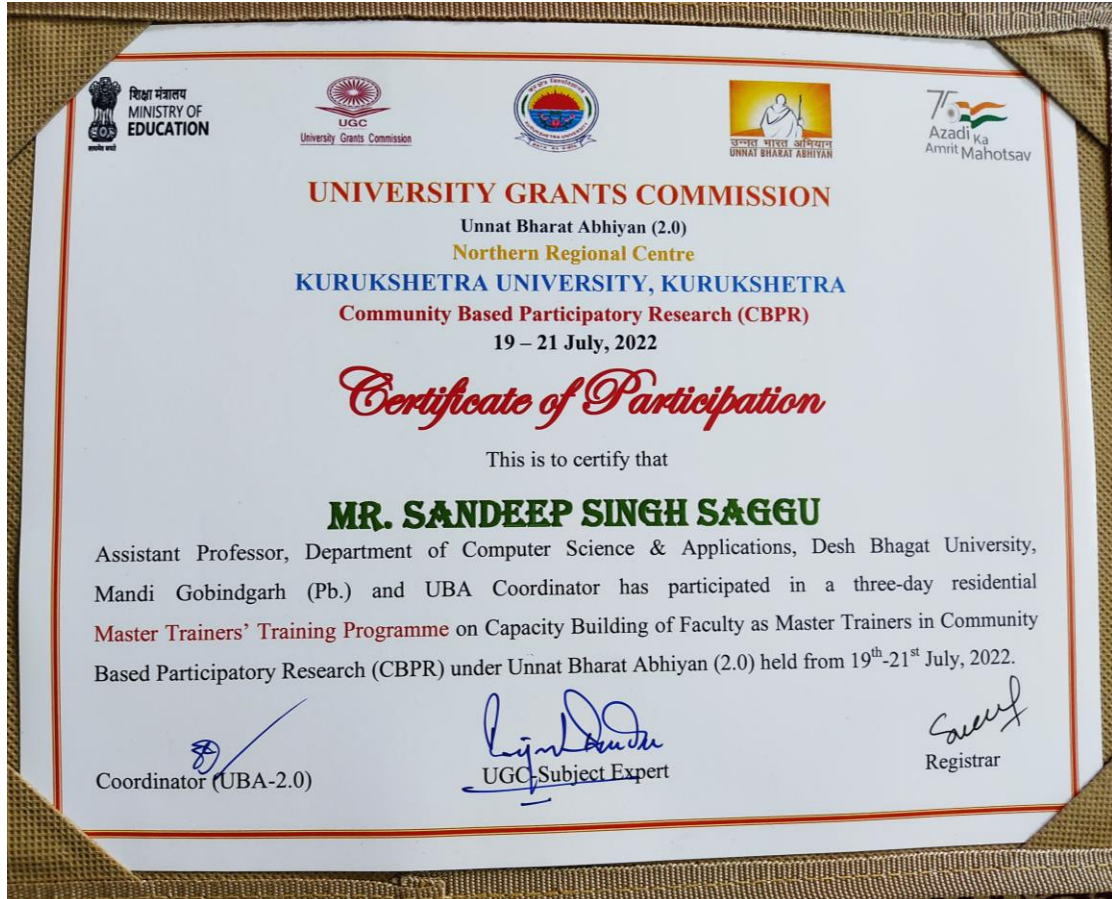 शिक्षा मंत्रालय
MINISTRY OF
EDUCATION
सत्यमेव जयते
UGC
University Grants Commission
KURUKSHETRA UNIVERSITY
उन्नत भारत अभियान
UNNAT BHARAT ABHIYAN
75
Azadi Ka
Amrit Mahotsav
UNIVERSITY GRANTS COMMISSION
Unnat Bharat Abhiyan (2.0)
Northern Regional Centre
KURUKSHETRA UNIVERSITY, KURUKSHETRA
Community Based Participatory Research (CBPR)
19 – 21 July, 2022
Certificate of Participation
This is to certify that
MR. SANDEEP SINGH SAGGU
Assistant Professor, Department of Computer Science & Applications, Desh Bhagat University,
Mandi Gobindgarh (Pb.) and UBA Coordinator has participated in a three-day residential
Master Trainers' Training Programme on Capacity Building of Faculty as Master Trainers in Community
Based Participatory Research (CBPR) under Unnat Bharat Abhiyan (2.0) held from 19th-21st July, 2022.
Coordinator (UBA-2.0)
UGC-Subject Expert
Registrar